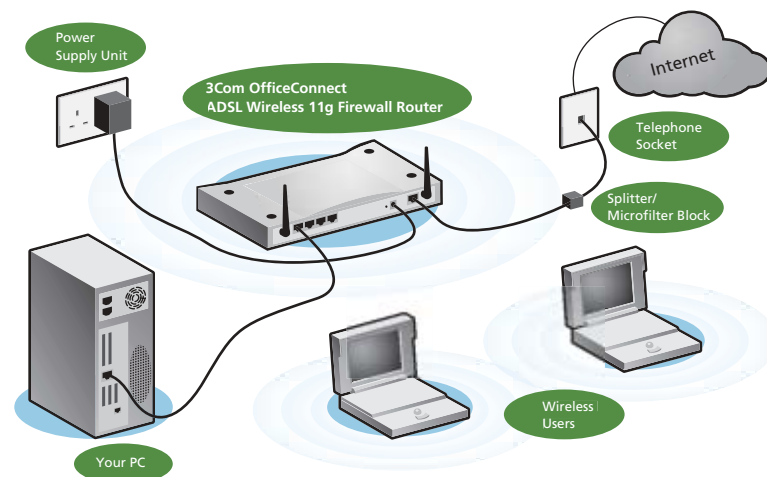 Power
Supply Unit
3Com OfficeConnect
ADSL Wireless 11g Firewall Router
Internet
Telephone
Socket
Splitter/
Microfilter Block
Wireless
Users
Your PC